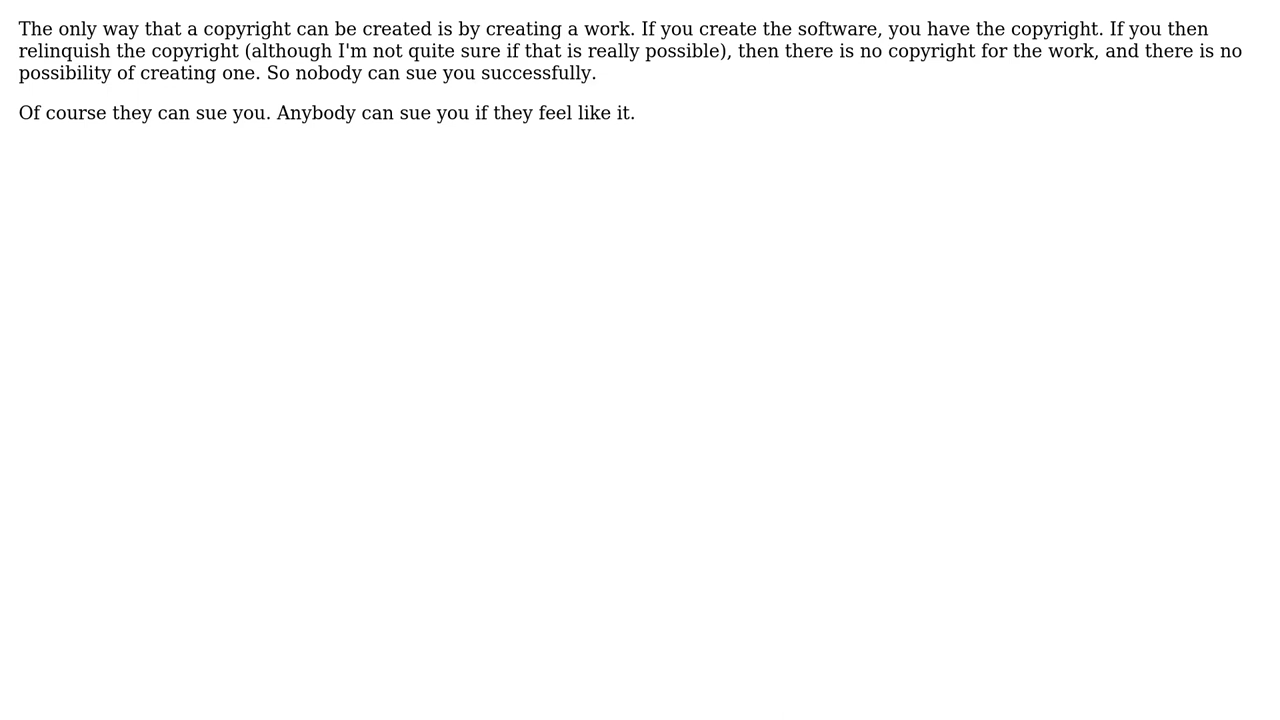 The only way that a copyright can be created is by creating a work. If you create the software, you have the copyright. If you then
relinquish the copyright (although I'm not quite sure if that is really possible), then there is no copyright for the work, and there is no
possibility of creating one. So nobody can sue you successfully.
Of course they can sue you. Anybody can sue you if they feel like it.